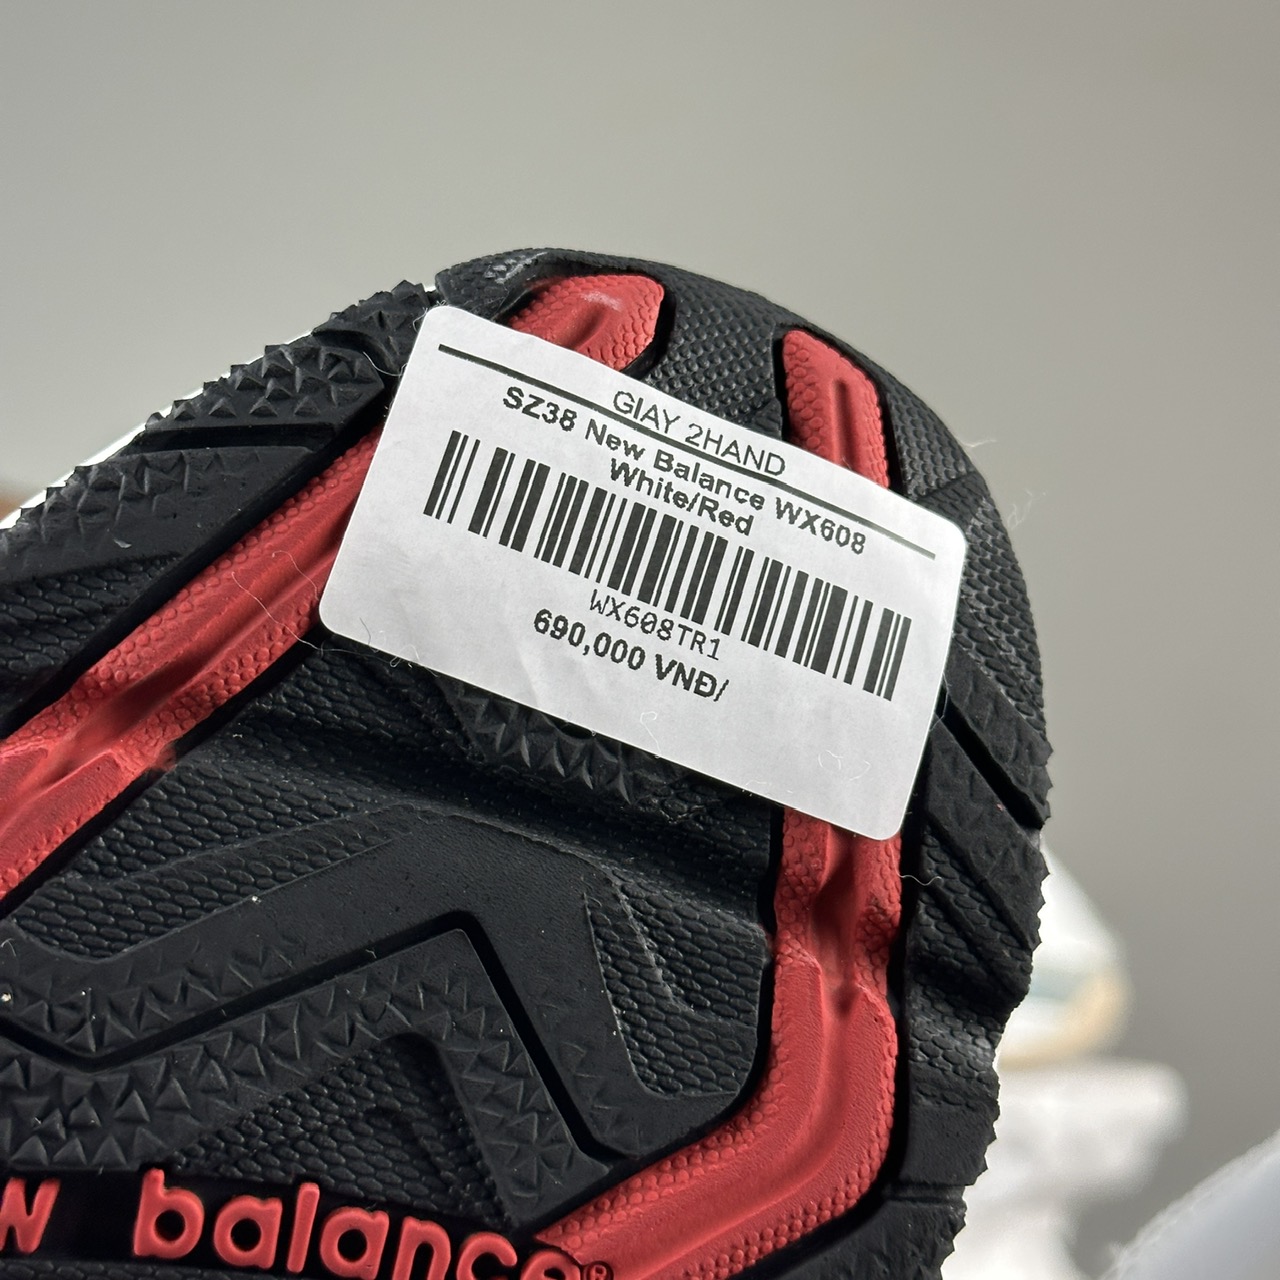 GIAY 2HAND
SZ38 New Balance WX608
White/Red
WX608TR1
690,000 VNĐ/
w balance®